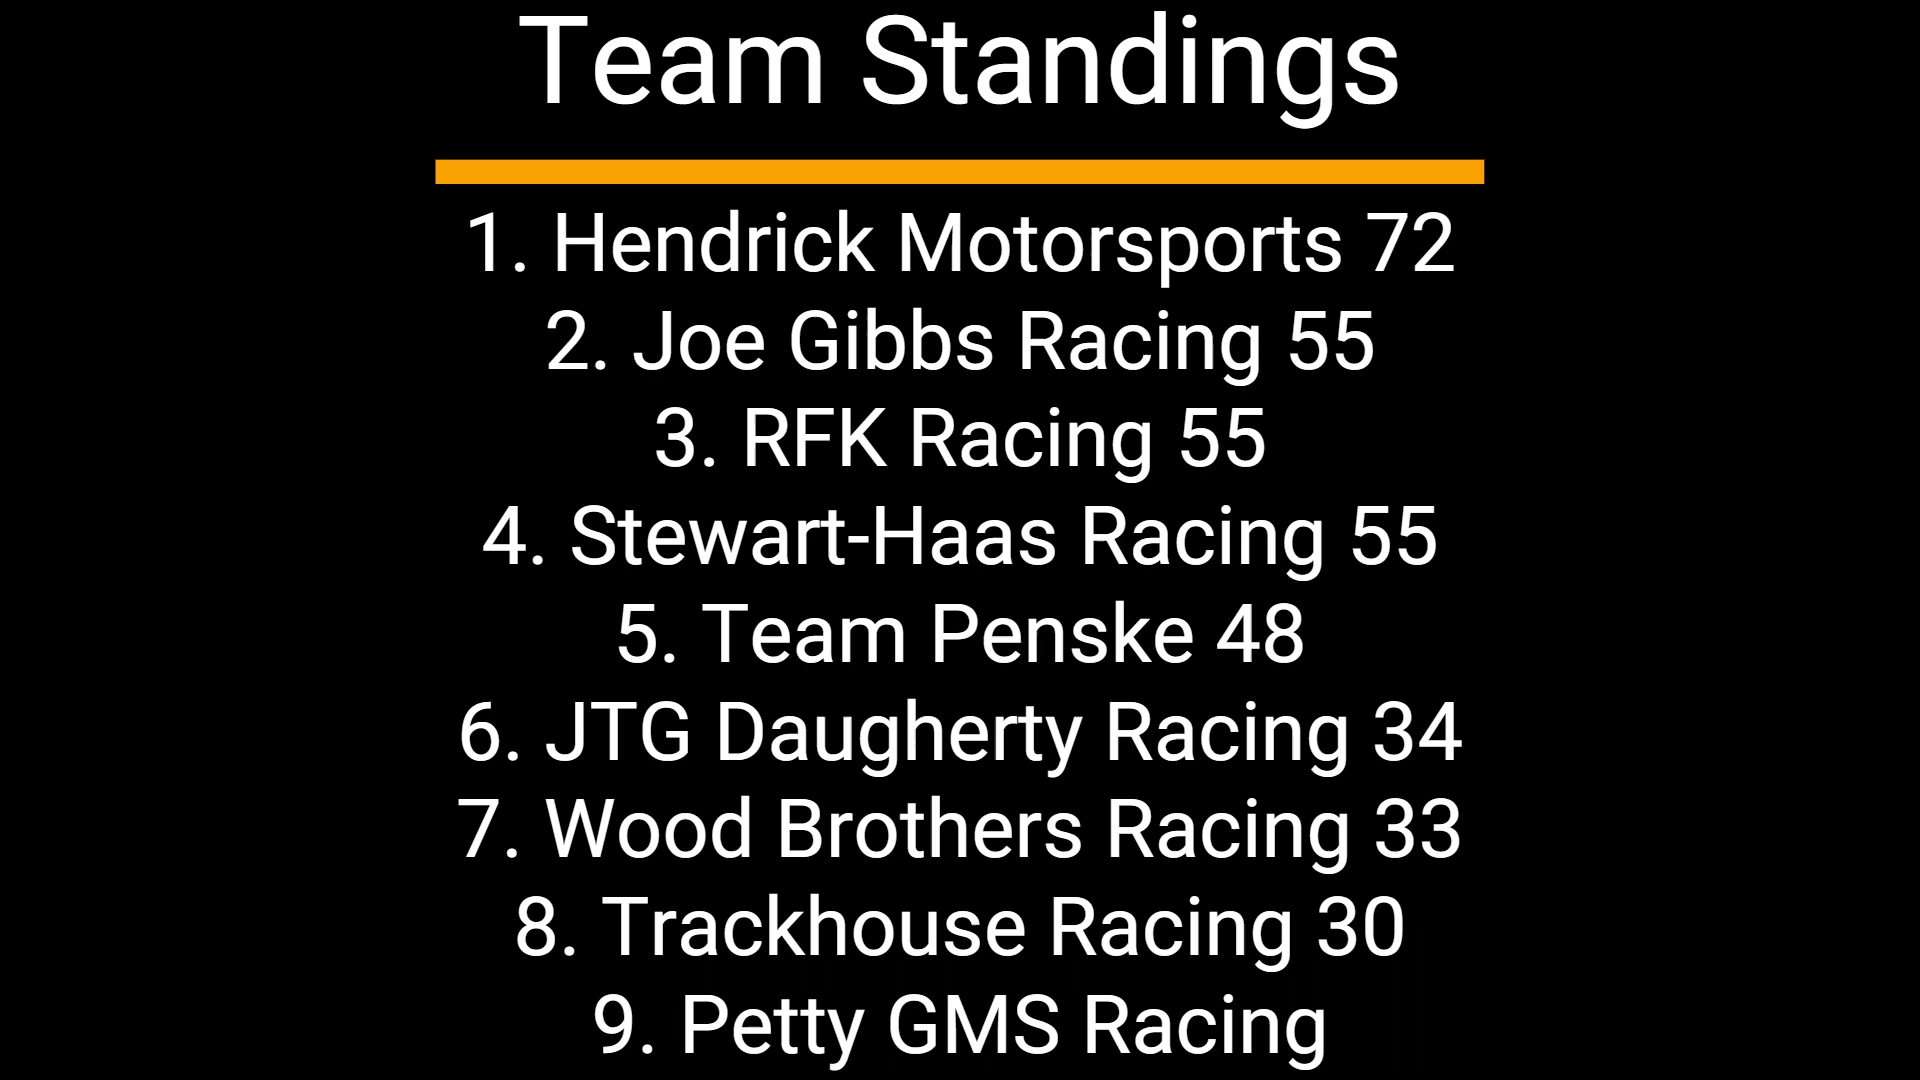 Team Standings
1. Hendrick Motorsports 72
2. Joe Gibbs Racing 55
3. RFK Racing 55
4. Stewart-Haas Racing 55
5. Team Penske 48
6. JTG Daugherty Racing 34
7. Wood Brothers Racing 33
8. Trackhouse Racing 30
9. Petty GMS Racing